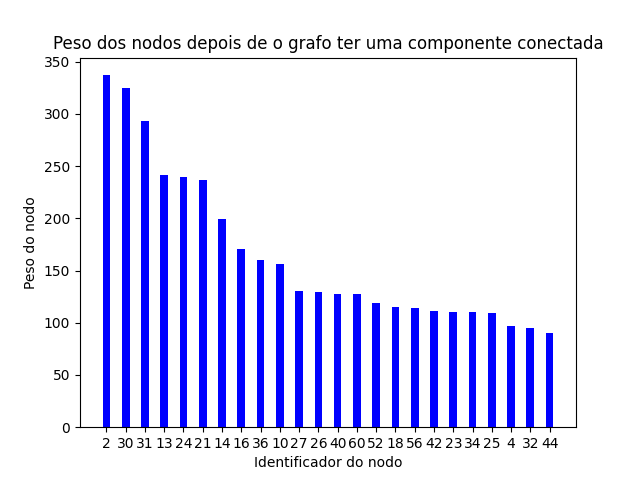 Peso dos nodos depois de o grafo ter uma componente conectada
350
300
250
200
150
100
50
0
Peso do nodo
2 30 31 13 24 21 14 16 36 10 27 26 40 60 52 18 56 42 23 34 25 4 32 44
Identificador do nodo